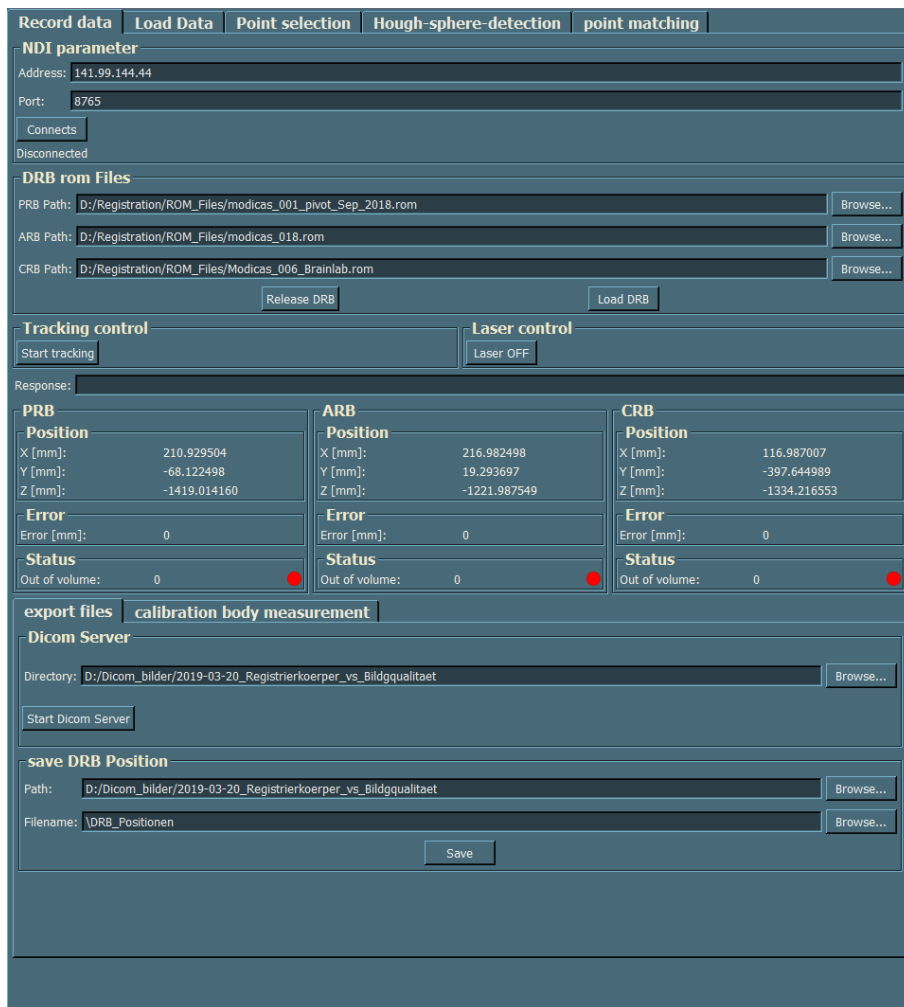 Record data Load Data Point selection Hough-sphere-detection point matching
NDI parameter
Address: 141.99.144.44
Port: 8765
Connects
Disconnected
DRB rom Files
PRB Path: D:/Registration/ROM_Files/modicas_001_pivot_Sep_2018.rom Browse...
ARB Path: D:/Registration/ROM_Files/modicas_018.rom Browse...
CRB Path: D:/Registration/ROM_Files/Modicas_006_Brainlab.rom Browse...
Release DRB Load DRB
Tracking control Laser control
Start tracking Laser OFF
Response:
PRB ARB CRB
Position Position Position
X [mm]: 210.929504 X [mm]: 216.982498 X [mm]: 116.987007
Y [mm]: -68.122498 Y [mm]: 19.293697 Y [mm]: -397.644989
Z [mm]: -1419.014160 Z [mm]: -1221.987549 Z [mm]: -1334.216553
Error Error Error
Error [mm]: 0 Error [mm]: 0 Error [mm]: 0
Status Status Status
Out of volume: 0 Out of volume: 0 Out of volume: 0
export files calibration body measurement
Dicom Server
Directory: D:/Dicom_bilder/2019-03-20_Registrierkoerper_vs_Bildgqualitaet Browse...
Start Dicom Server
save DRB Position
Path: D:/Dicom_bilder/2019-03-20_Registrierkoerper_vs_Bildgqualitaet Browse...
Filename: \DRB_Positionen Browse...
Save